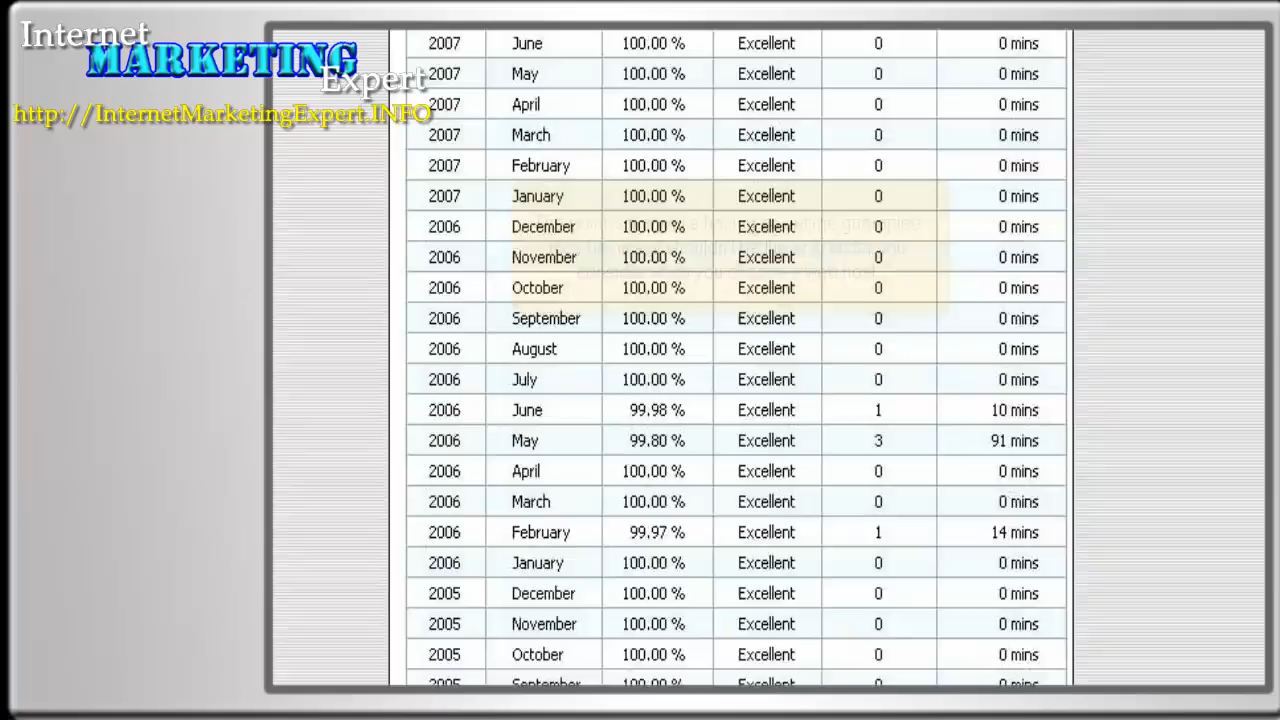 Internet
MARKETING
Expert
http://InternetMarketingExpert.INFO
2007 June 100.00 % Excellent 0 0 mins
2007 May 100.00 % Excellent 0 0 mins
2007 April 100.00 % Excellent 0 0 mins
2007 March 100.00 % Excellent 0 0 mins
2007 February 100.00 % Excellent 0 0 mins
2007 January 100.00 % Excellent 0 0 mins
2006 December 100.00 % Excellent 0 0 mins
2006 November 100.00 % Excellent 0 0 mins
2006 October 100.00 % Excellent 0 0 mins
2006 September 100.00 % Excellent 0 0 mins
2006 August 100.00 % Excellent 0 0 mins
2006 July 100.00 % Excellent 0 0 mins
2006 June 99.98 % Excellent 1 10 mins
2006 May 99.80 % Excellent 3 91 mins
2006 April 100.00 % Excellent 0 0 mins
2006 March 100.00 % Excellent 0 0 mins
2006 February 99.97 % Excellent 1 14 mins
2006 January 100.00 % Excellent 0 0 mins
2005 December 100.00 % Excellent 0 0 mins
2005 November 100.00 % Excellent 0 0 mins
2005 October 100.00 % Excellent 0 0 mins
2005 September 100.00 % Excellent 0 0 mins